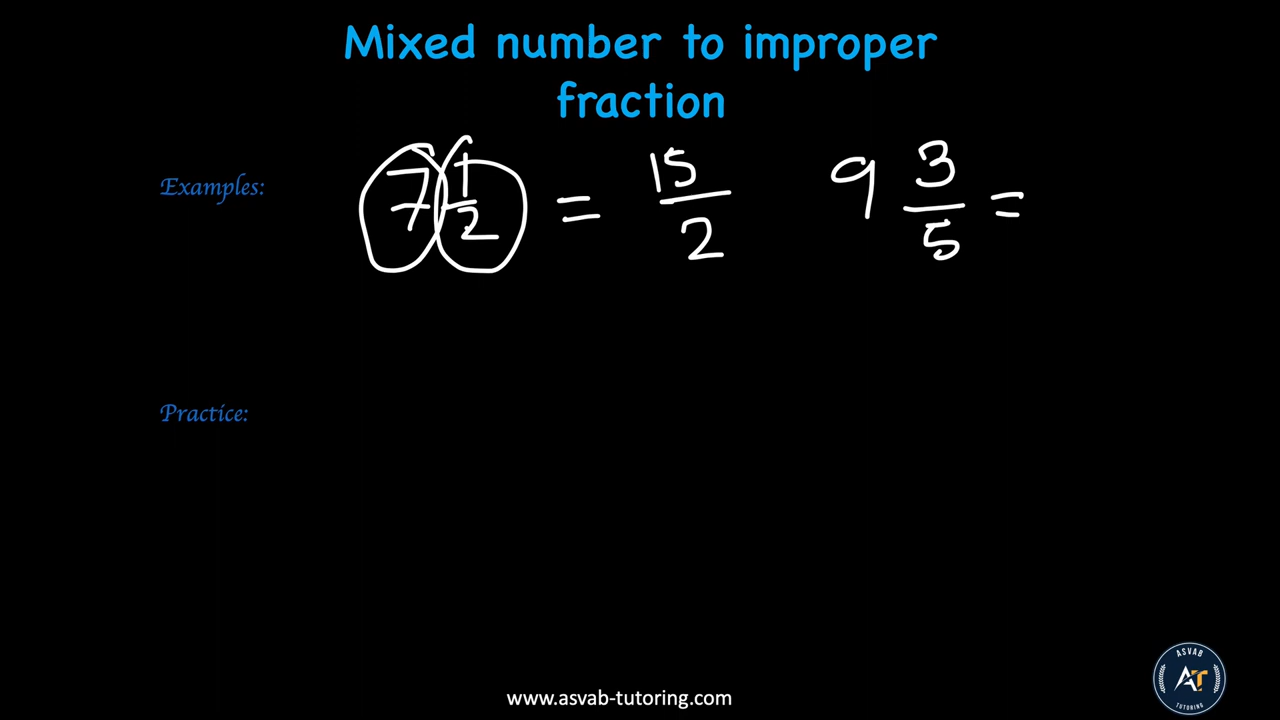 Mixed number to improper
fraction
Examples:
7 1/2 = 15/2
9 3/5 =
Practice:
www.asvab-tutoring.com
ASVAB
AT
TUTORING